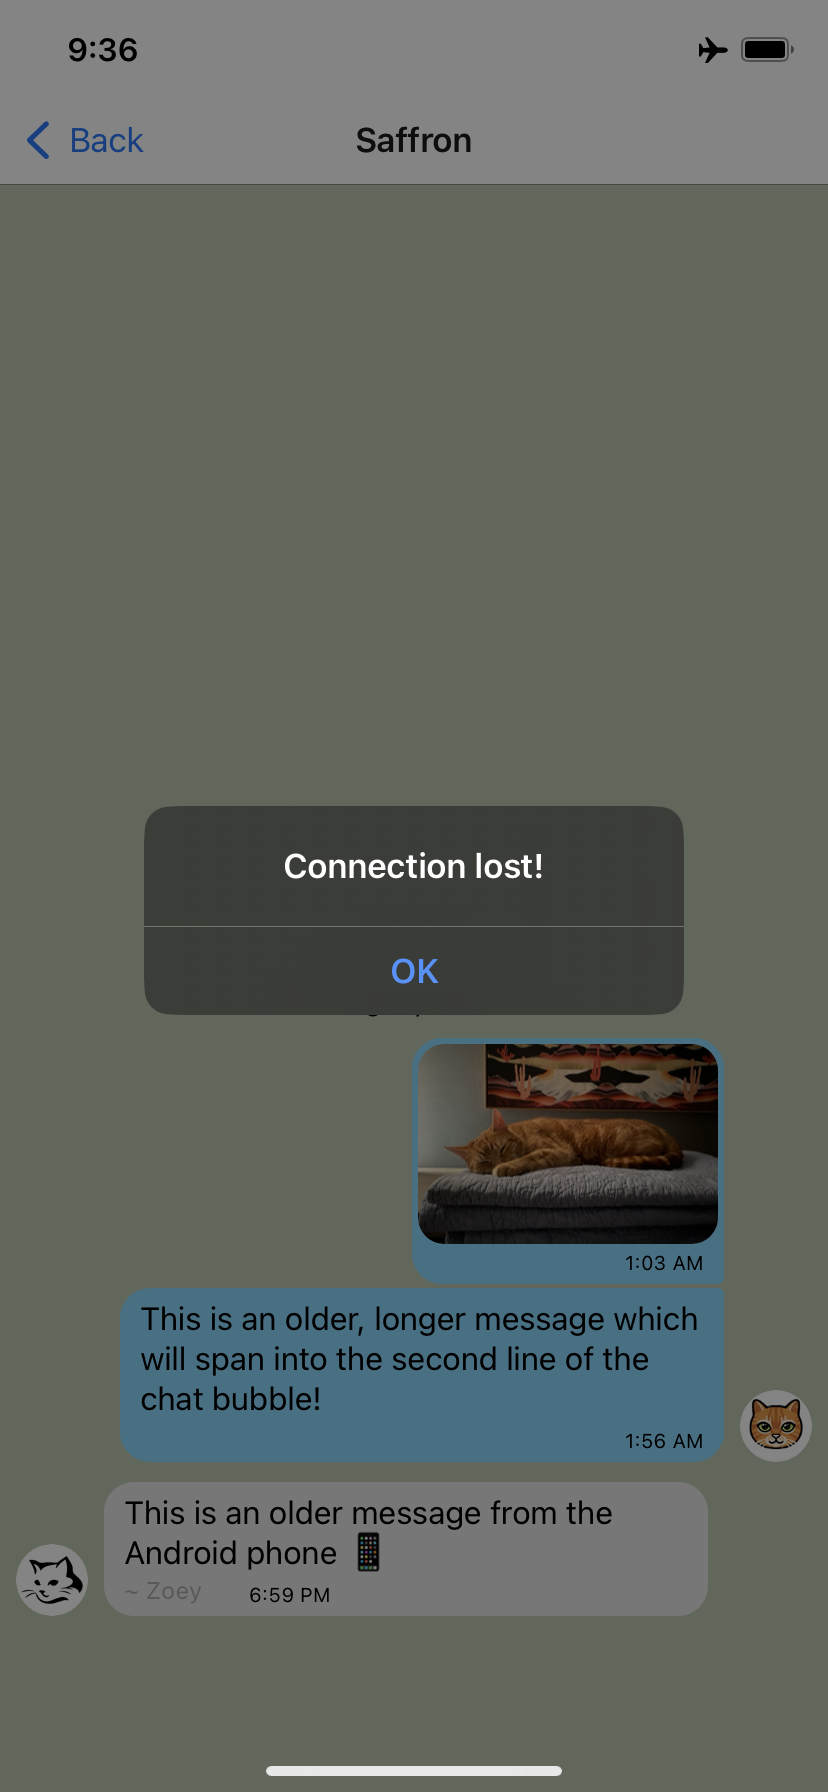 9:36
Back
Saffron
Connection lost!
OK
1:03 AM
This is an older, longer message which
will span into the second line of the
chat bubble!
1:56 AM
This is an older message from the
Android phone 📱
~ Zoey 6:59 PM